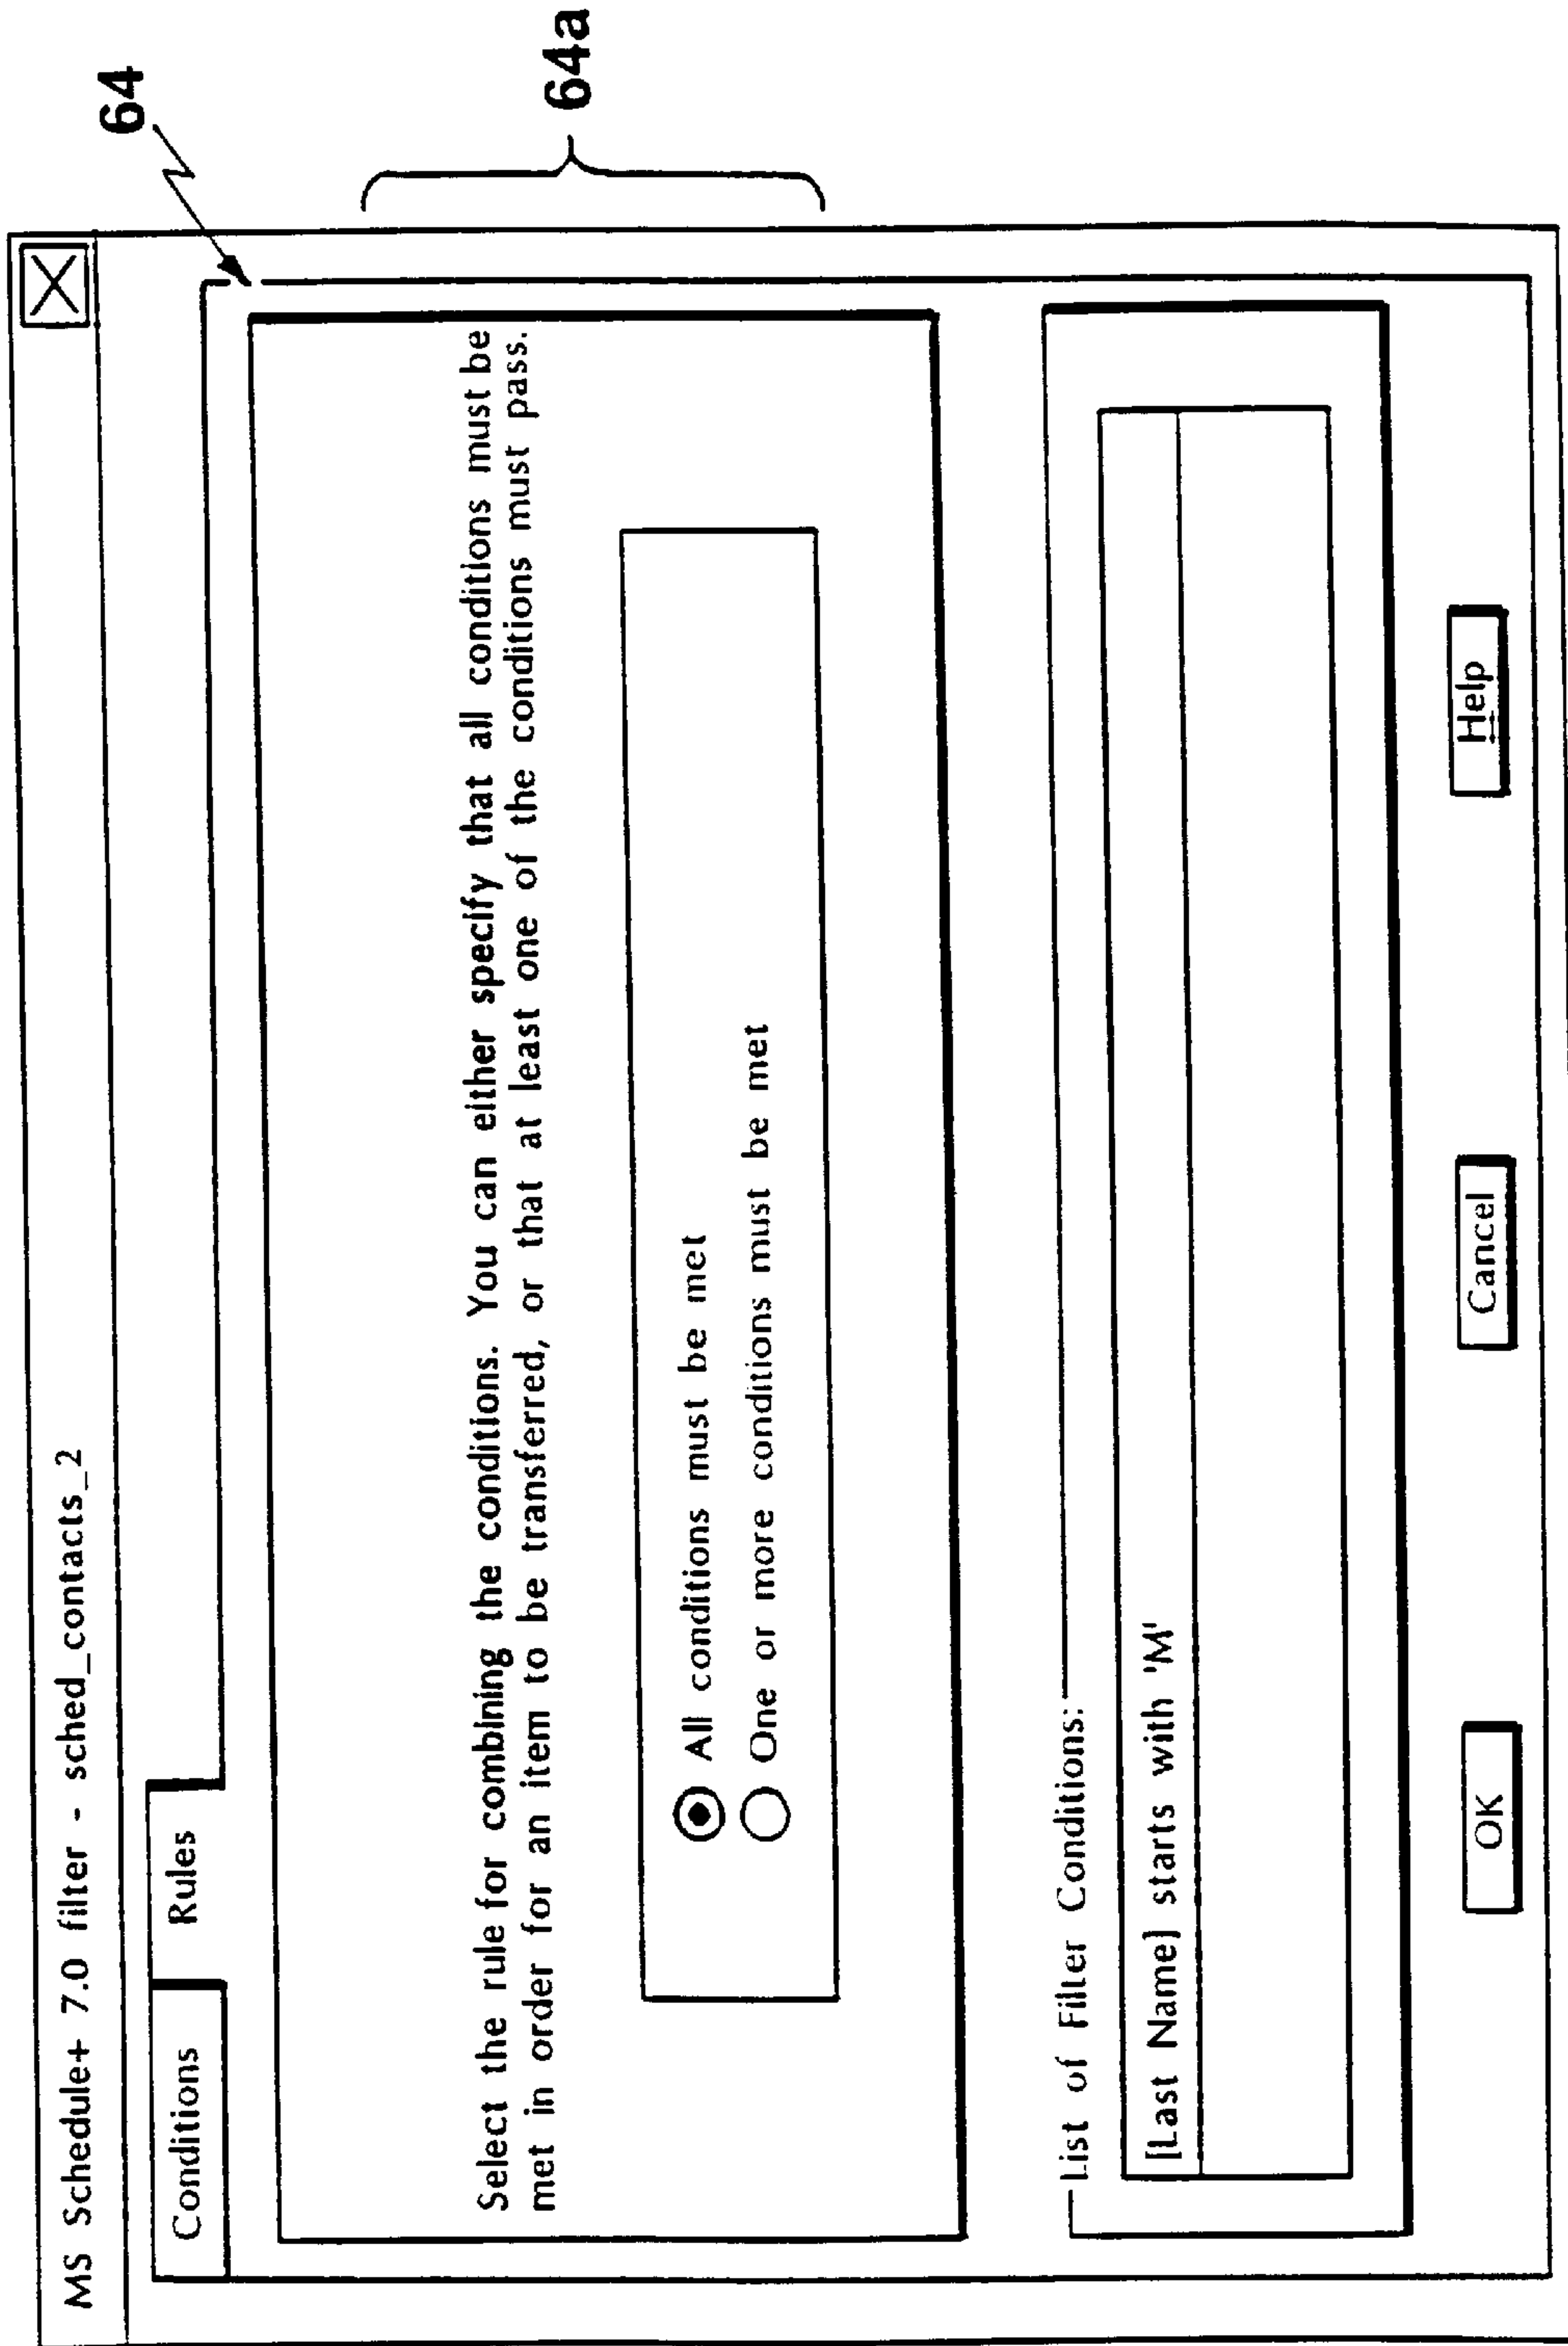 64
64a
MS Schedule+ 7.0 filter - sched_contacts_2
Conditions
Rules
Select the rule for combining the conditions. You can either specify that all conditions must be
met in order for an item to be transferred, or that at least one of the conditions must pass.
All conditions must be met
One or more conditions must be met
List of Filter Conditions:
[Last Name] starts with 'M'
OK
Cancel
Help